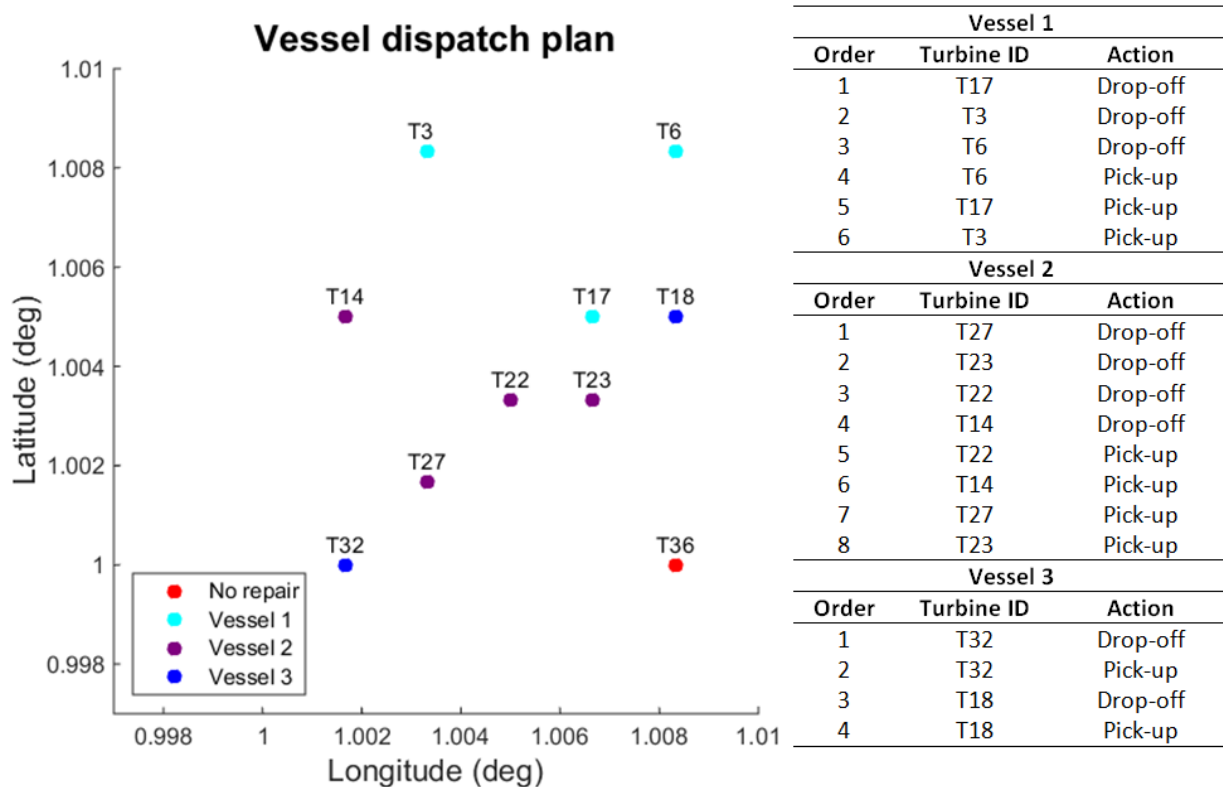 Vessel dispatch plan
1.01
1.008
1.006
1.004
1.002
1
0.998
Latitude (deg)
T3
T6
T14
T17
T18
T22
T23
T27
T32
T36
No repair
Vessel 1
Vessel 2
Vessel 3
0.998
1
1.002
1.004
1.006
1.008
1.01
Longitude (deg)
Vessel 1
Order Turbine ID Action
1 T17 Drop-off
2 T3 Drop-off
3 T6 Drop-off
4 T6 Pick-up
5 T17 Pick-up
6 T3 Pick-up
Vessel 2
Order Turbine ID Action
1 T27 Drop-off
2 T23 Drop-off
3 T22 Drop-off
4 T14 Drop-off
5 T22 Pick-up
6 T14 Pick-up
7 T27 Pick-up
8 T23 Pick-up
Vessel 3
Order Turbine ID Action
1 T32 Drop-off
2 T32 Pick-up
3 T18 Drop-off
4 T18 Pick-up